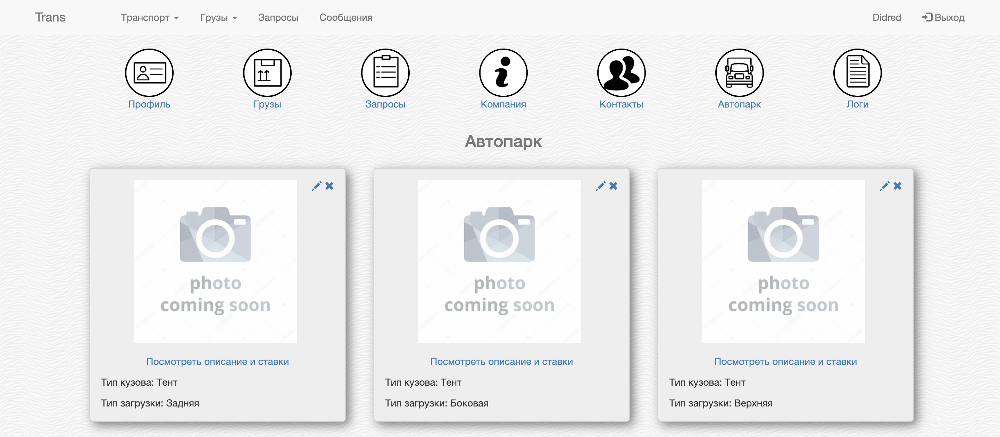 Trans Транспорт Грузы Запросы Сообщения Didred Выход
Профиль Грузы Запросы Компания Контакты Автопарк Логи
Автопарк
photo
coming soon
Посмотреть описание и ставки
Тип кузова: Тент
Тип загрузки: Задняя
photo
coming soon
Посмотреть описание и ставки
Тип кузова: Тент
Тип загрузки: Боковая
photo
coming soon
Посмотреть описание и ставки
Тип кузова: Тент
Тип загрузки: Верхняя